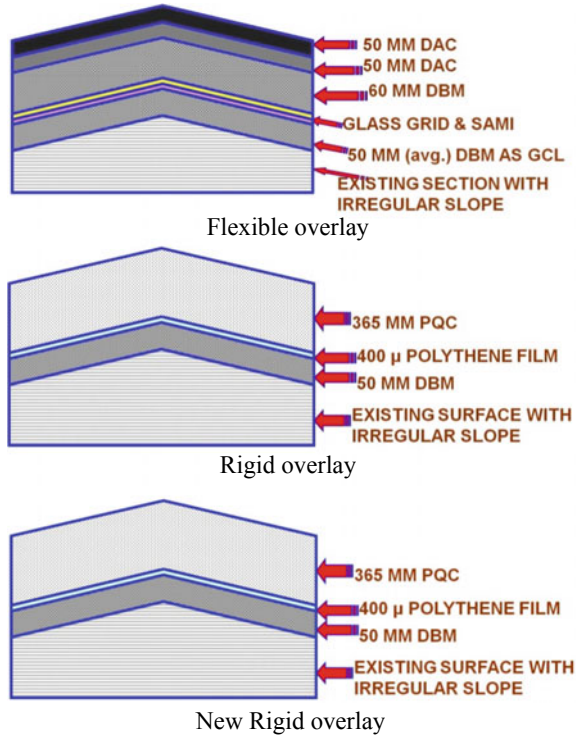 50 MM DAC
50 MM DAC
60 MM DBM
GLASS GRID & SAMI
50 MM (avg.) DBM AS GCL
EXISTING SECTION WITH
IRREGULAR SLOPE
Flexible overlay
365 MM PQC
400 µ POLYTHENE FILM
50 MM DBM
EXISTING SURFACE WITH
IRREGULAR SLOPE
Rigid overlay
365 MM PQC
400 µ POLYTHENE FILM
50 MM DBM
EXISTING SURFACE WITH
IRREGULAR SLOPE
New Rigid overlay